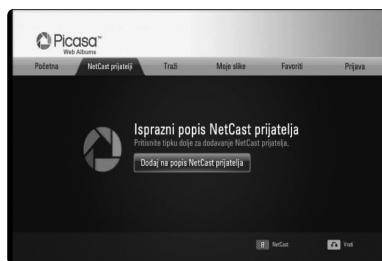 Picasa™
Web Albums
Početna NetCast prijatelji Traži Moje slike Favoriti Prijava
Isprazni popis NetCast prijatelja
Pritisnite tipku dolje za dodavanje NetCast prijatelja.
Dodaj na popis NetCast prijatelja
NetCast Vrati